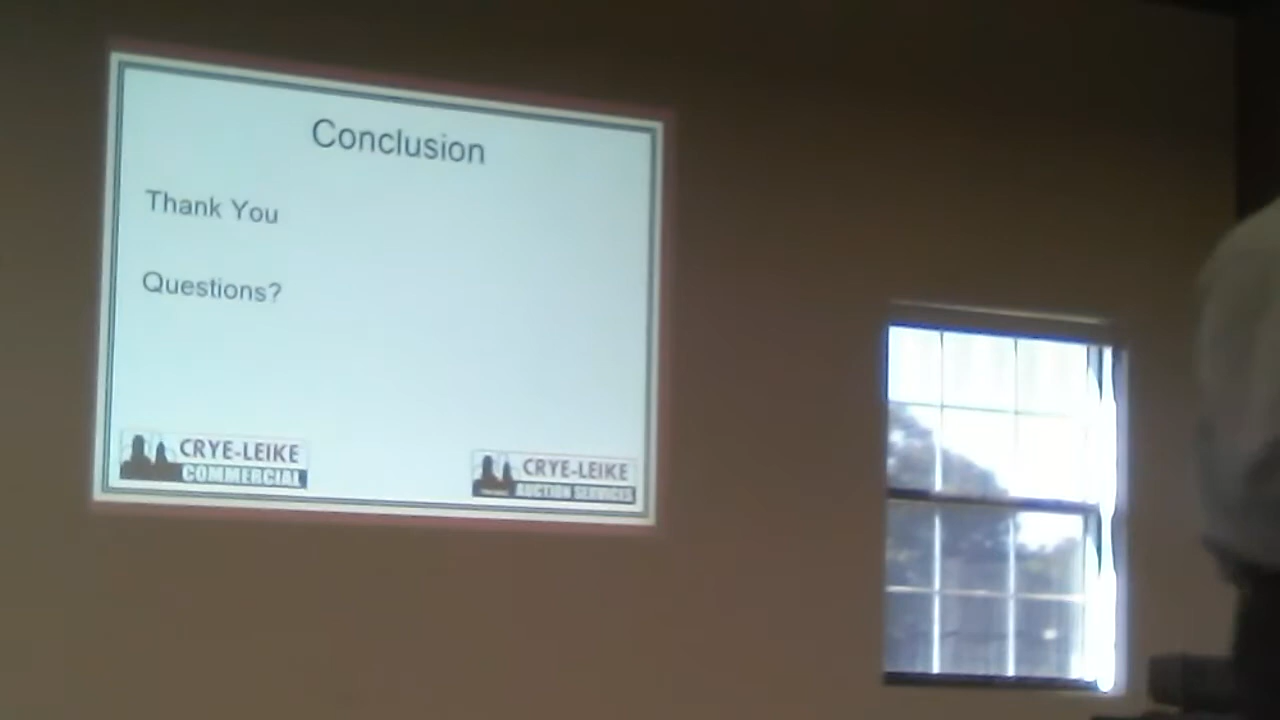 Conclusion
Thank You
Questions?
CRYE-LEIKE
COMMERCIAL
CRYE-LEIKE
AUCTION SERVICES